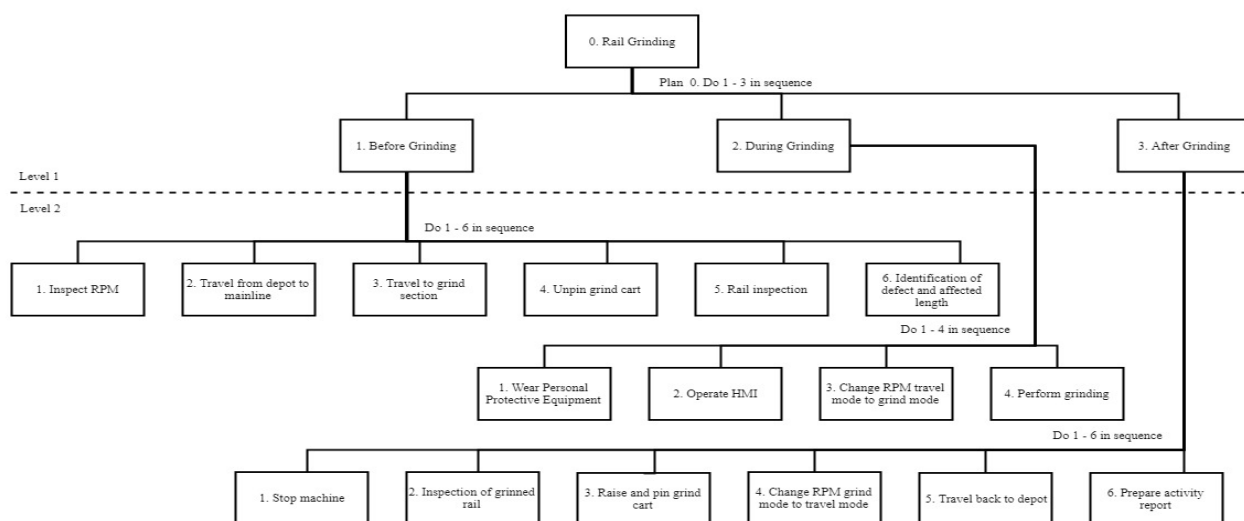 0. Rail Grinding
Plan  0. Do 1 - 3 in sequence
1. Before Grinding
2. During Grinding
3. After Grinding
Level 1
Level 2
Do 1 - 6 in sequence
1. Inspect RPM
2. Travel from depot to
mainline
3. Travel to grind
section
4. Unpin grind cart
5. Rail inspection
6. Identification of
defect and affected
length
Do 1 - 4 in sequence
1. Wear Personal
Protective Equipment
2. Operate HMI
3. Change RPM travel
mode to grind mode
4. Perform grinding
Do 1 - 6 in sequence
1. Stop machine
2. Inspection of grinned
rail
3. Raise and pin grind
cart
4. Change RPM grind
mode to travel mode
5. Travel back to depot
6. Prepare activity
report